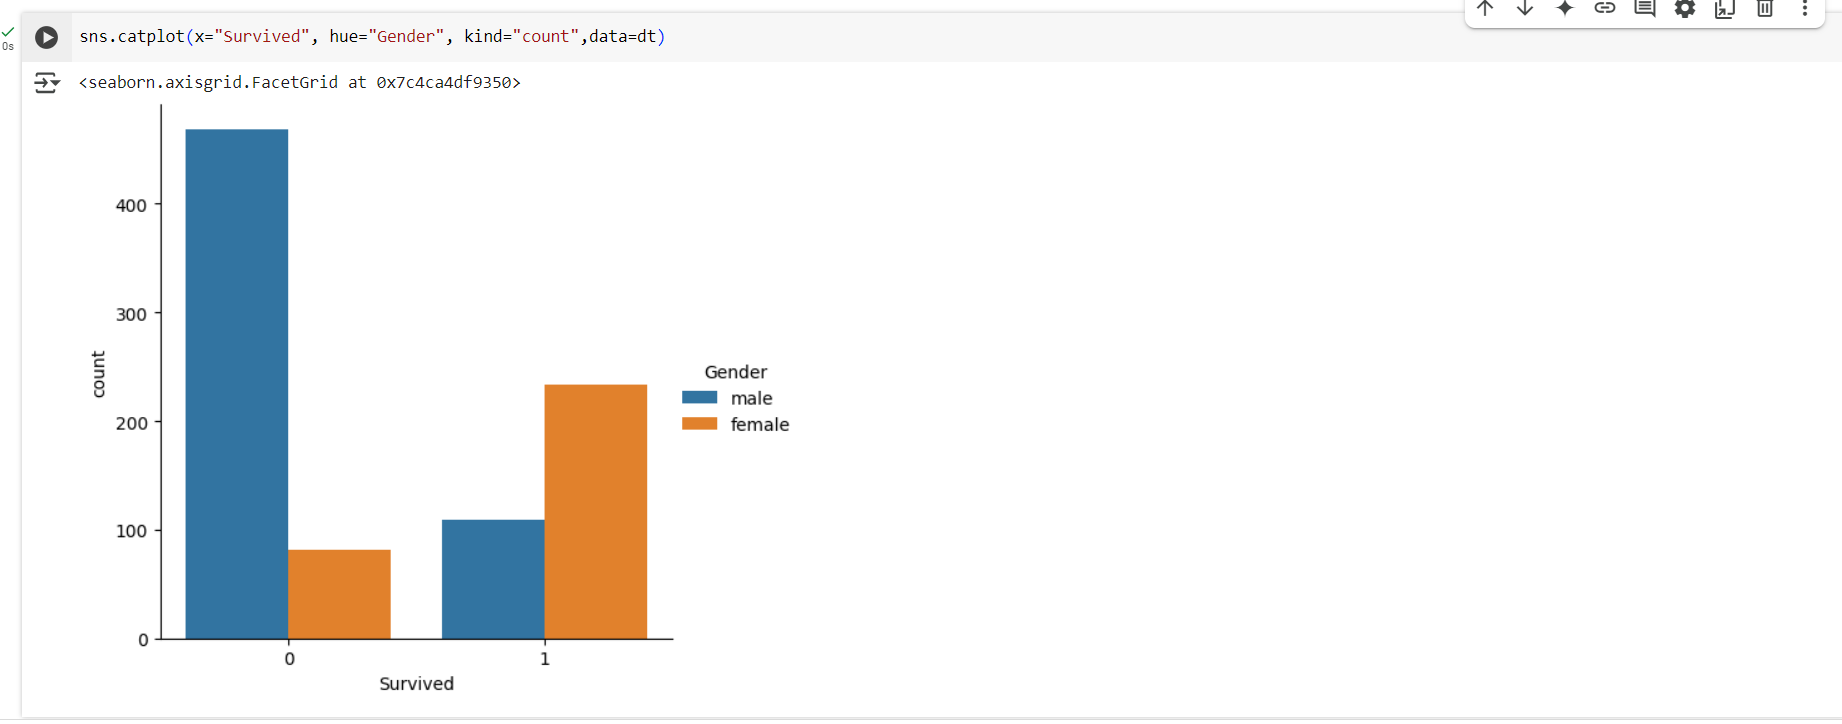 0s
sns.catplot(x="Survived", hue="Gender", kind="count",data=dt)
<seaborn.axisgrid.FacetGrid at 0x7c4ca4df9350>
400
300
200
100
0
count
0
1
Survived
Gender
male
female